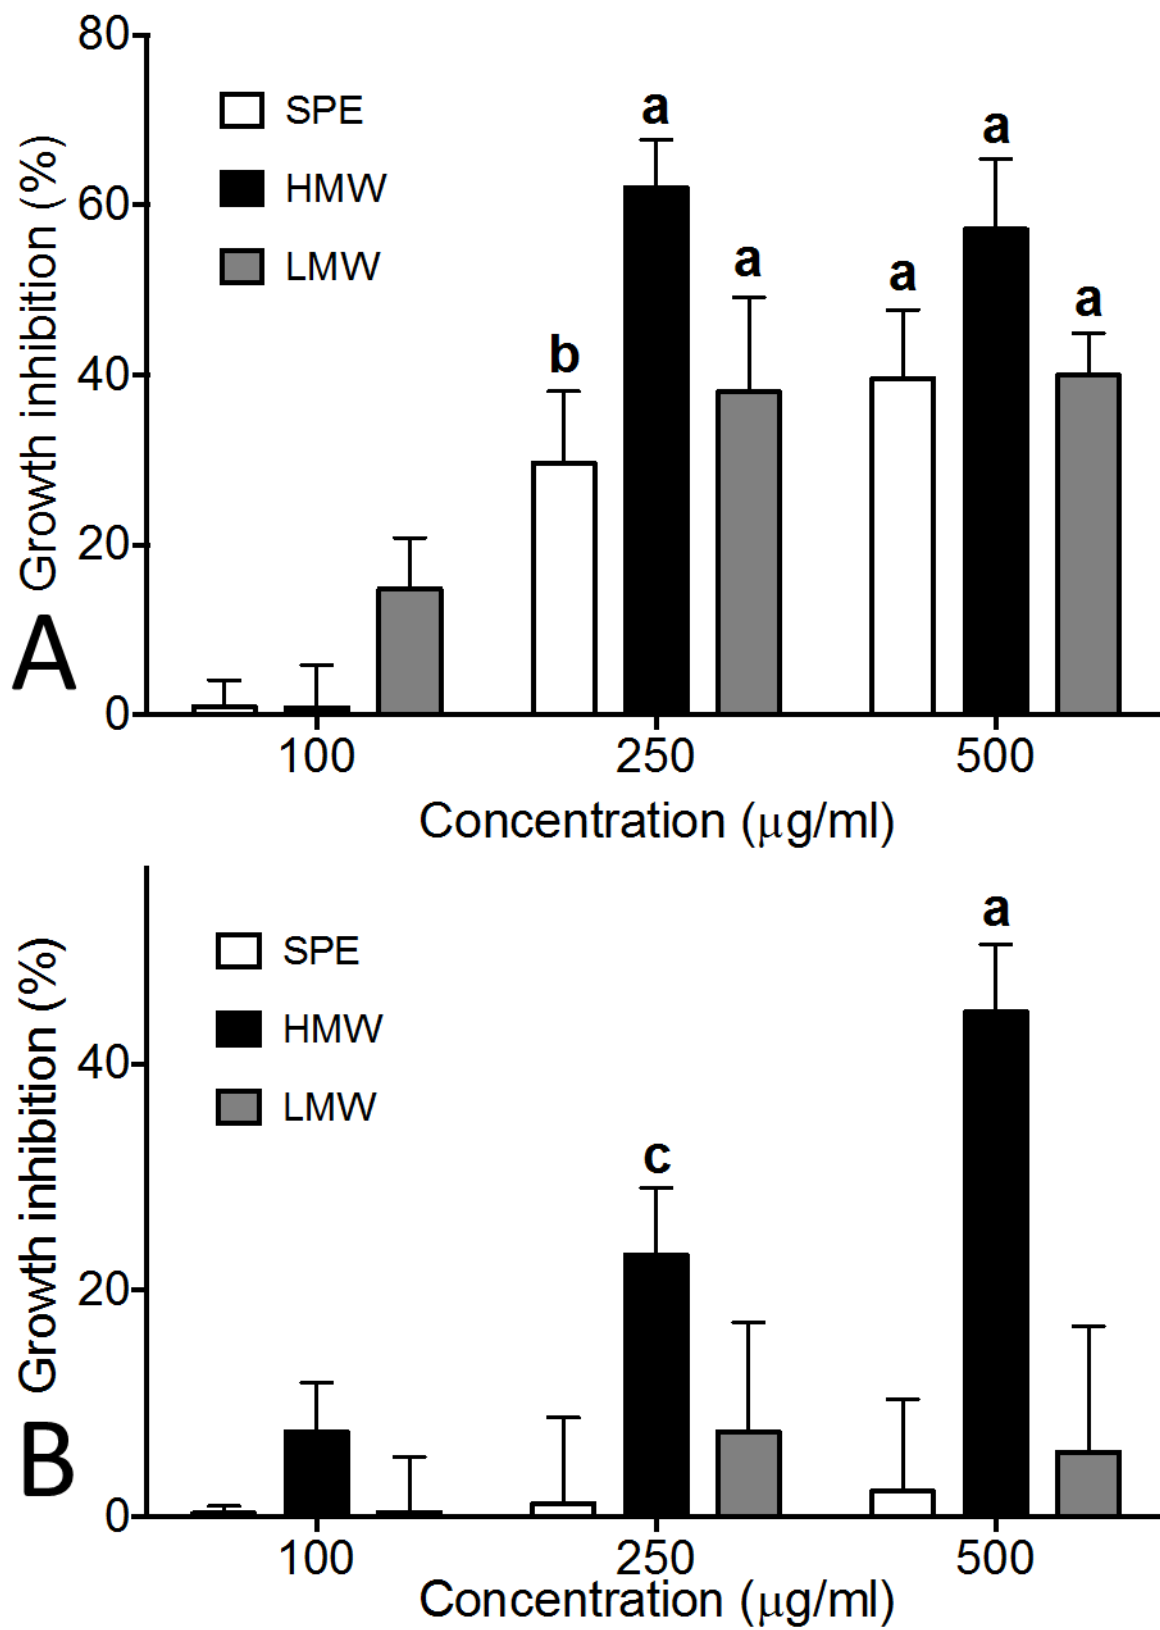 80
60
40
20
0
Growth inhibition (%)
SPE
HMW
LMW
b
a
a
a
a
a
A
100
250
500
Concentration (μg/ml)
40
20
0
Growth inhibition (%)
SPE
HMW
LMW
c
a
B
100
250
500
Concentration (μg/ml)